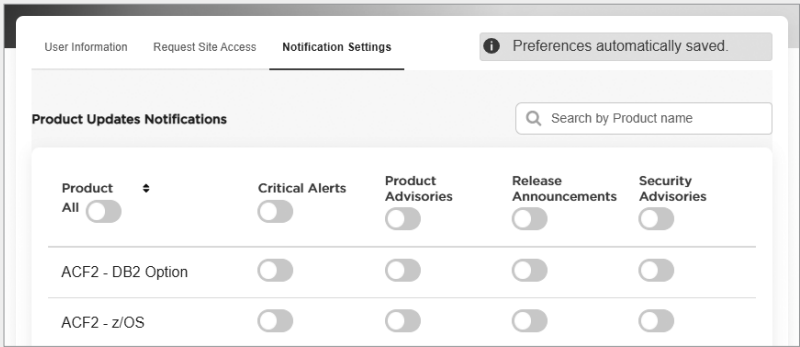 User Information
Request Site Access
Notification Settings
Preferences automatically saved.
Product Updates Notifications
Search by Product name
Product
All
Critical Alerts
Product
Advisories
Release
Announcements
Security
Advisories
ACF2 - DB2 Option
ACF2 - z/OS